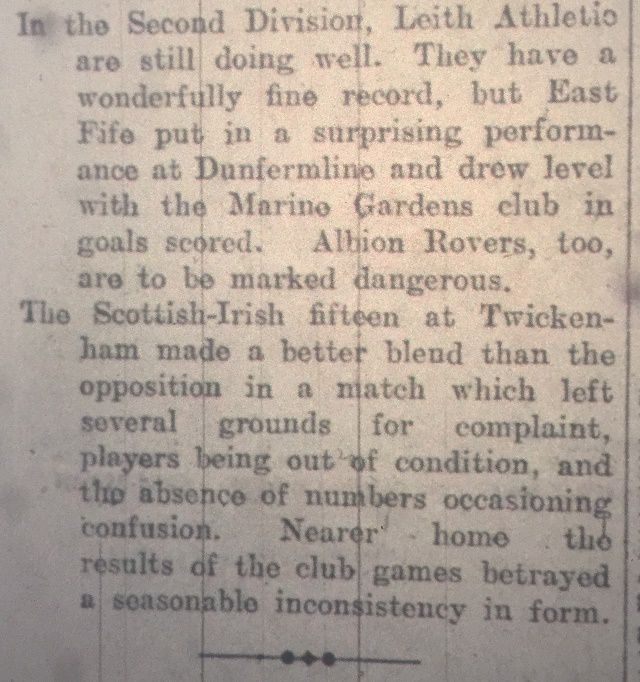 In the Second Division, Leith Athletic
are still doing well. They have a
wonderfully fine record, but East
Fife put in a surprising perform-
ance at Dunfermline and drew level
with the Marine Gardens club in
goals scored. Albion Rovers, too,
are to be marked dangerous.
The Scottish-Irish fifteen at Twicken-
ham made a better blend than the
opposition in a match which left
several grounds for complaint,
players being out of condition, and
the absence of numbers occasioning
confusion. Nearer home the
results of the club games betrayed
a seasonable inconsistency in form.